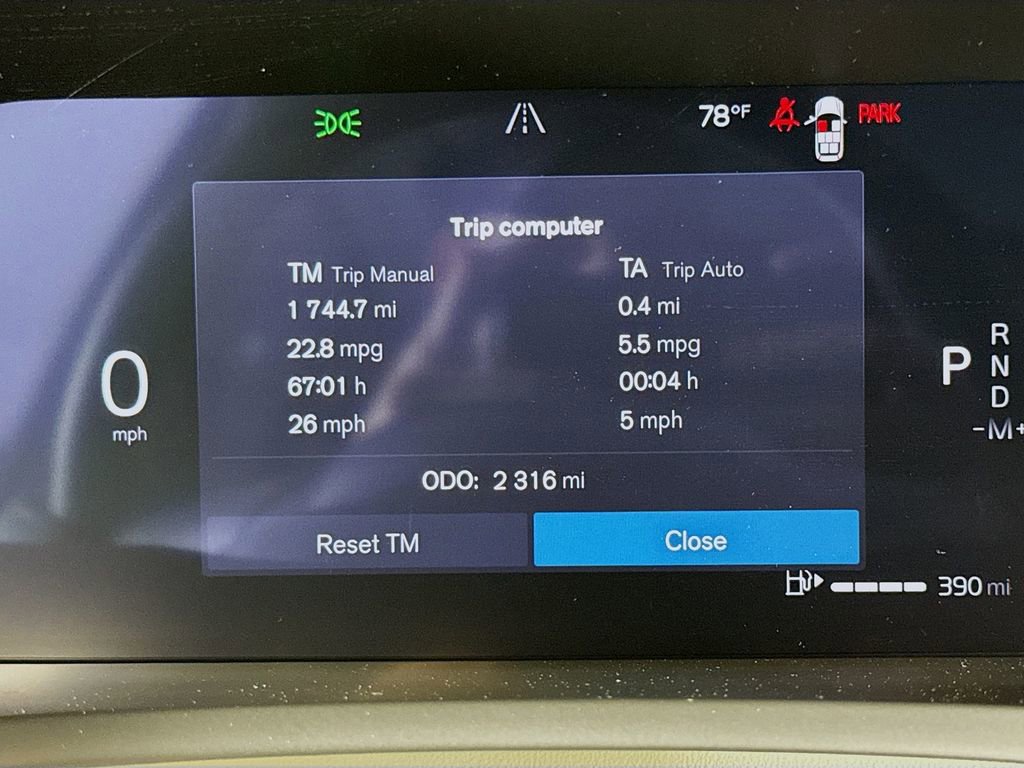 78°F PARK
Trip computer
TM Trip Manual
1 744.7 mi
22.8 mpg
67:01 h
26 mph
TA Trip Auto
0.4 mi
5.5 mpg
00:04 h
5 mph
ODO: 2 316 mi
Reset TM
Close
0
mph
P
R
N
D
-M+
390 mi